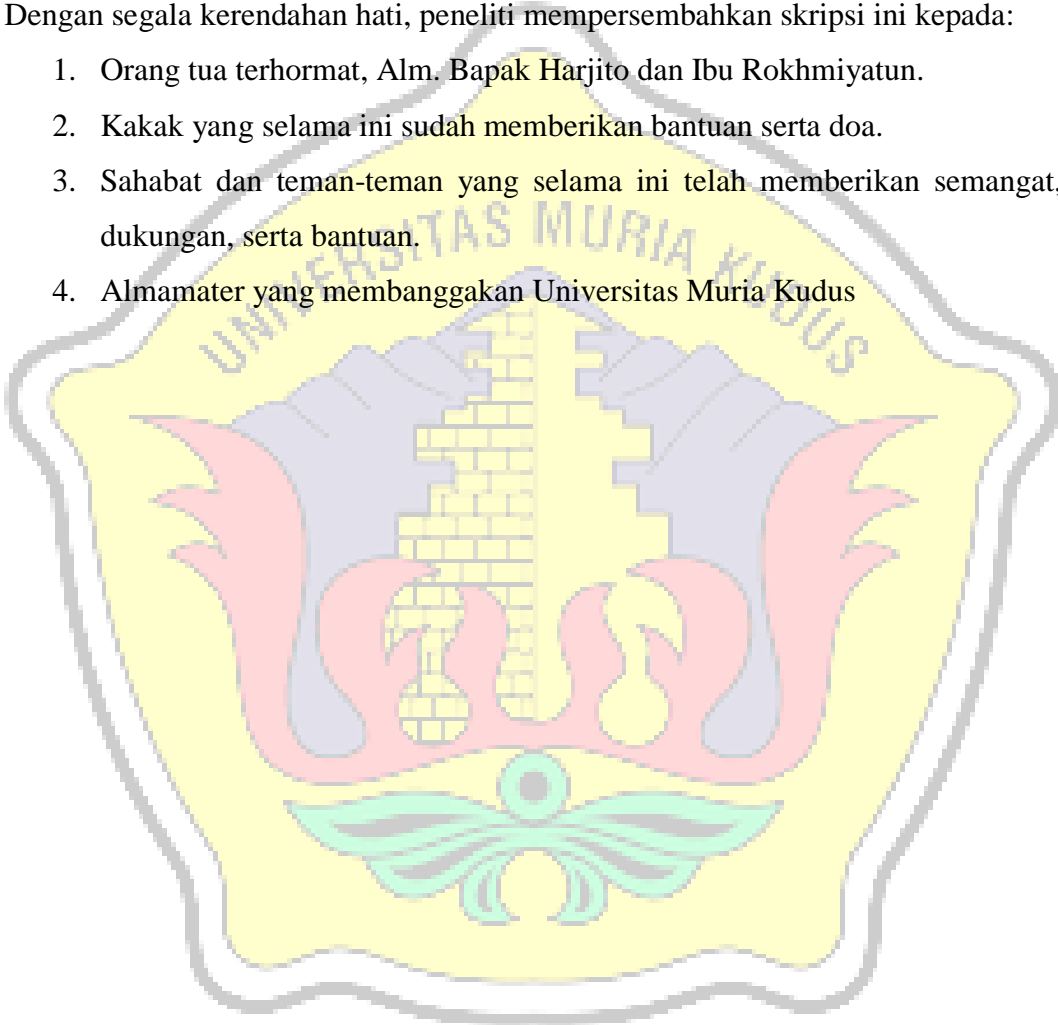 Dengan segala kerendahan hati, peneliti mempersembahkan skripsi ini kepada:
1. Orang tua terhormat, Alm. Bapak Harjito dan Ibu Rokhmiyatun.
2. Kakak yang selama ini sudah memberikan bantuan serta doa.
3. Sahabat dan teman-teman yang selama ini telah memberikan semangat,
dukungan, serta bantuan.
4. Almamater yang membanggakan Universitas Muria Kudus
UNIVERSITAS MURIA KUDUS